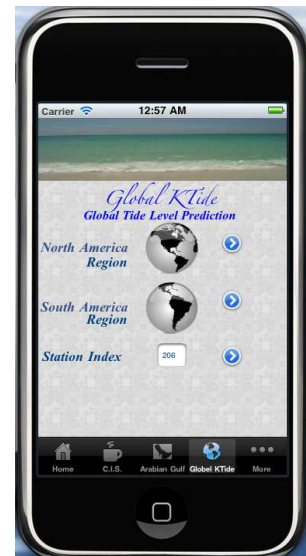 Carrier 12:57 AM
Global KTide
Global Tide Level Prediction
North America
Region
South America
Region
Station Index 206
Home C.I.S. Arabian Gulf Globel KTide More